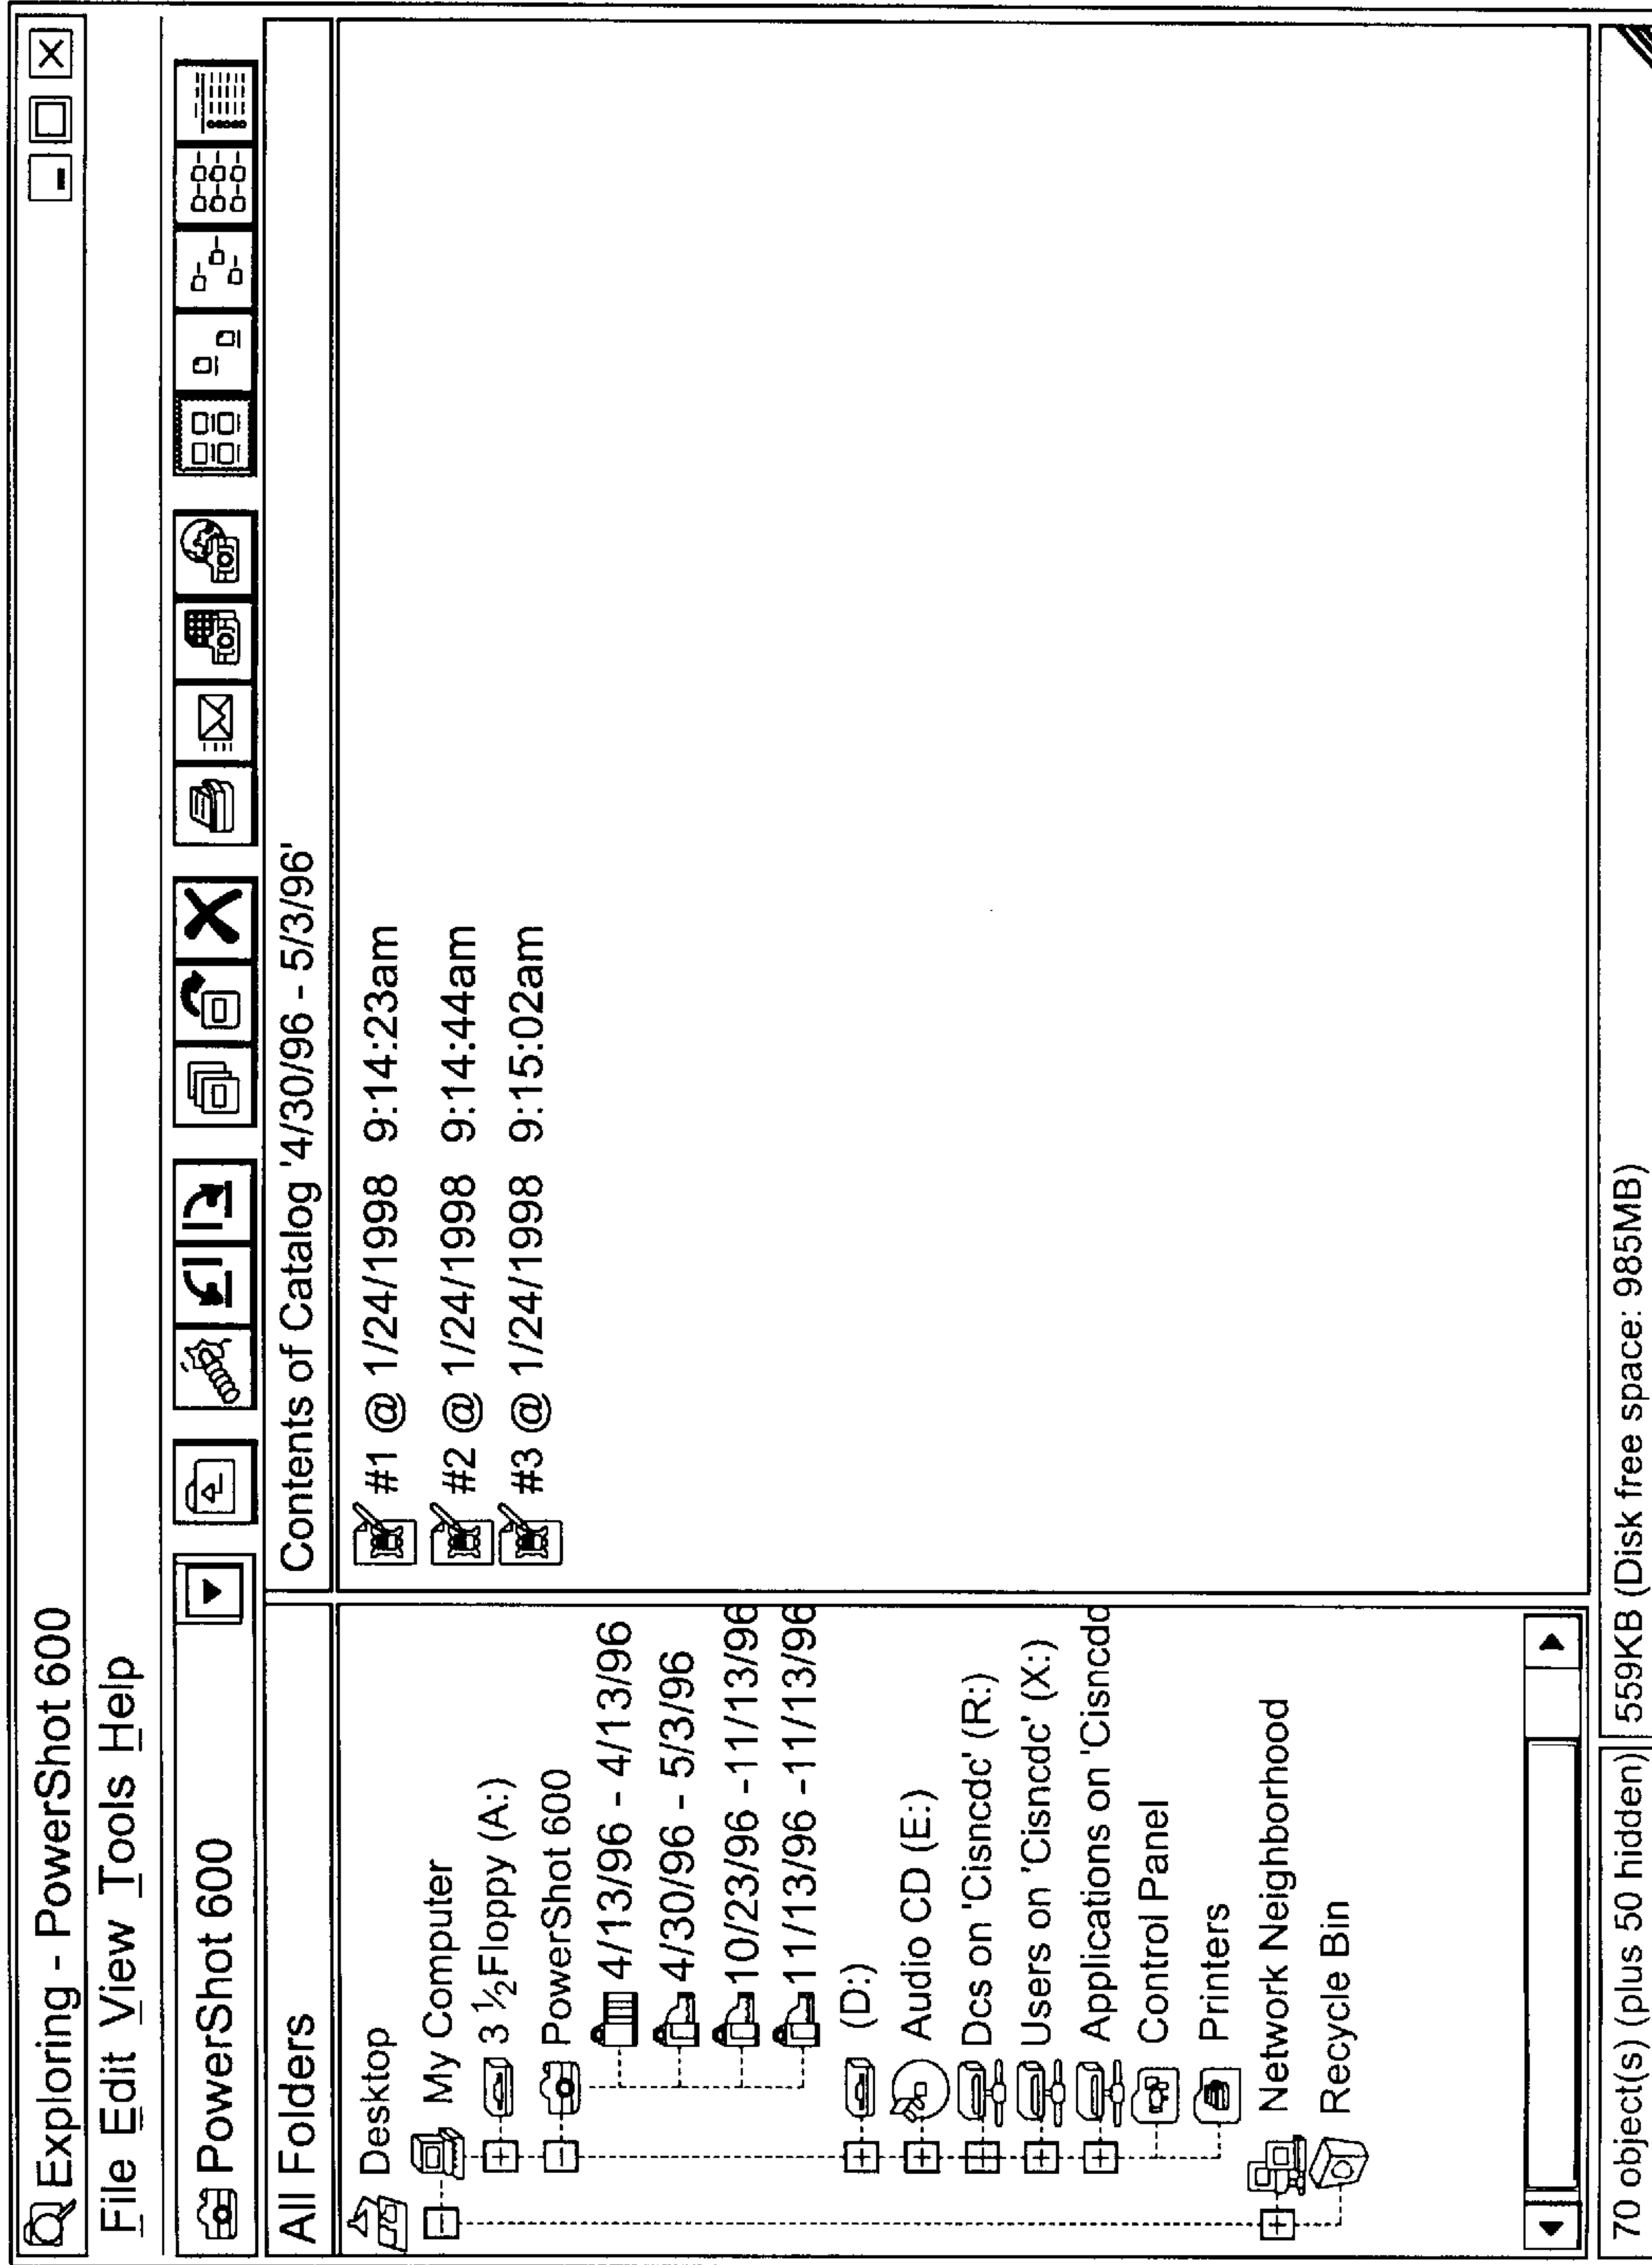 Exploring - PowerShot 600
File Edit View Tools Help
PowerShot 600
All Folders
Desktop
My Computer
3 ½Floppy (A:)
PowerShot 600
4/13/96 - 4/13/96
4/30/96 - 5/3/96
10/23/96 -11/13/96
11/13/96 -11/13/96
(D:)
Audio CD (E:)
Dcs on 'Cisncdc' (R:)
Users on 'Cisncdc' (X:)
Applications on 'Cisncdc
Control Panel
Printers
Network Neighborhood
Recycle Bin
Contents of Catalog '4/30/96 - 5/3/96'
#1 @ 1/24/1998 9:14:23am
#2 @ 1/24/1998 9:14:44am
#3 @ 1/24/1998 9:15:02am
70 object(s) (plus 50 hidden)
559KB (Disk free space: 985MB)